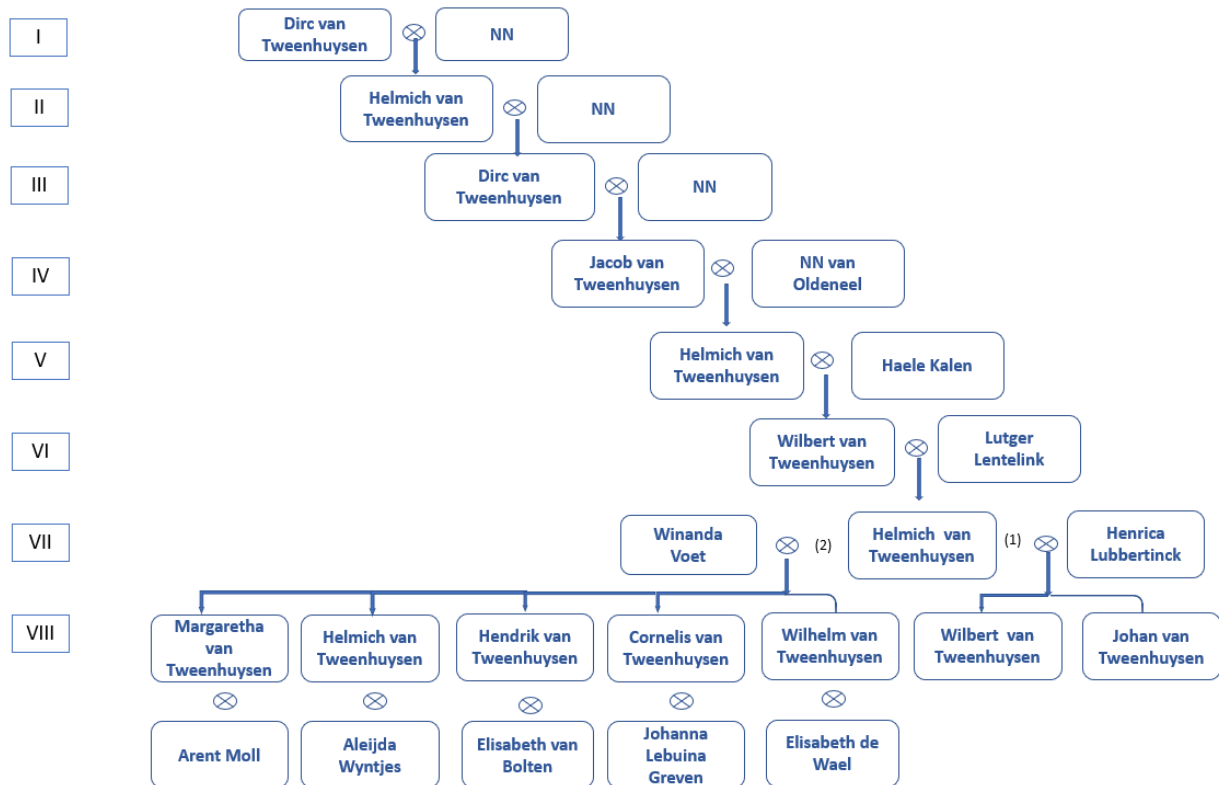 I
Dirc van
Tweenhuysen
NN
II
Helmich van
Tweenhuysen
NN
III
Dirc van
Tweenhuysen
NN
IV
Jacob van
Tweenhuysen
NN van
Oldeneel
V
Helmich van
Tweenhuysen
Haele Kalen
VI
Wilbert van
Tweenhuysen
Lutger
Lentelink
VII
Winanda
Voet
(2)
Helmich van
Tweenhuysen
(1)
Henrica
Lubbertinck
VIII
Margaretha
van
Tweenhuysen
Helmich van
Tweenhuysen
Hendrik van
Tweenhuysen
Cornelis van
Tweenhuysen
Wilhelm van
Tweenhuysen
Wilbert van
Tweenhuysen
Johan van
Tweenhuysen
Arent Moll
Aleijda
Wyntjes
Elisabeth van
Bolten
Johanna
Lebuina
Greven
Elisabeth de
Wael